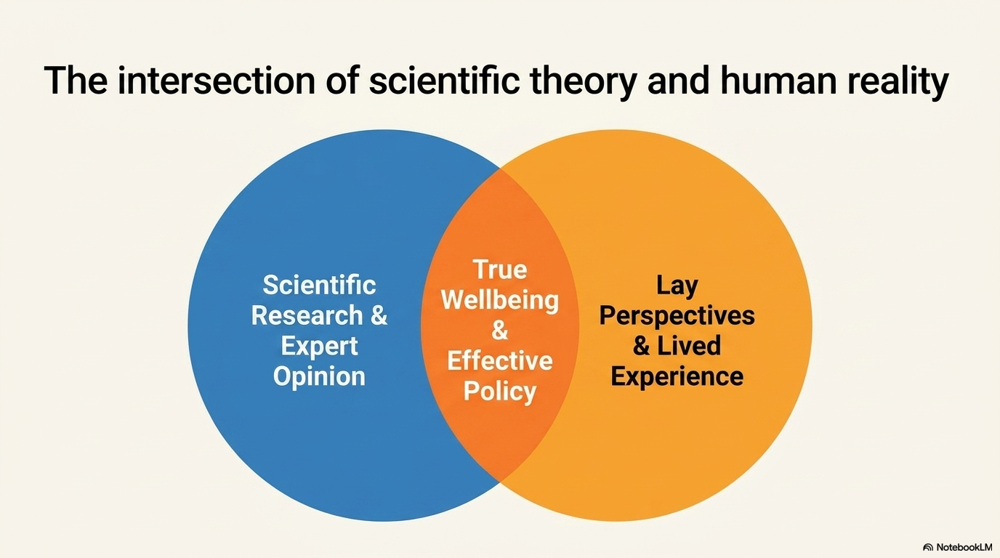 The intersection of scientific theory and human reality
Scientific
Research &
Expert
Opinion
True
Wellbeing
&
Effective
Policy
Lay
Perspectives
& Lived
Experience
NotebookLM